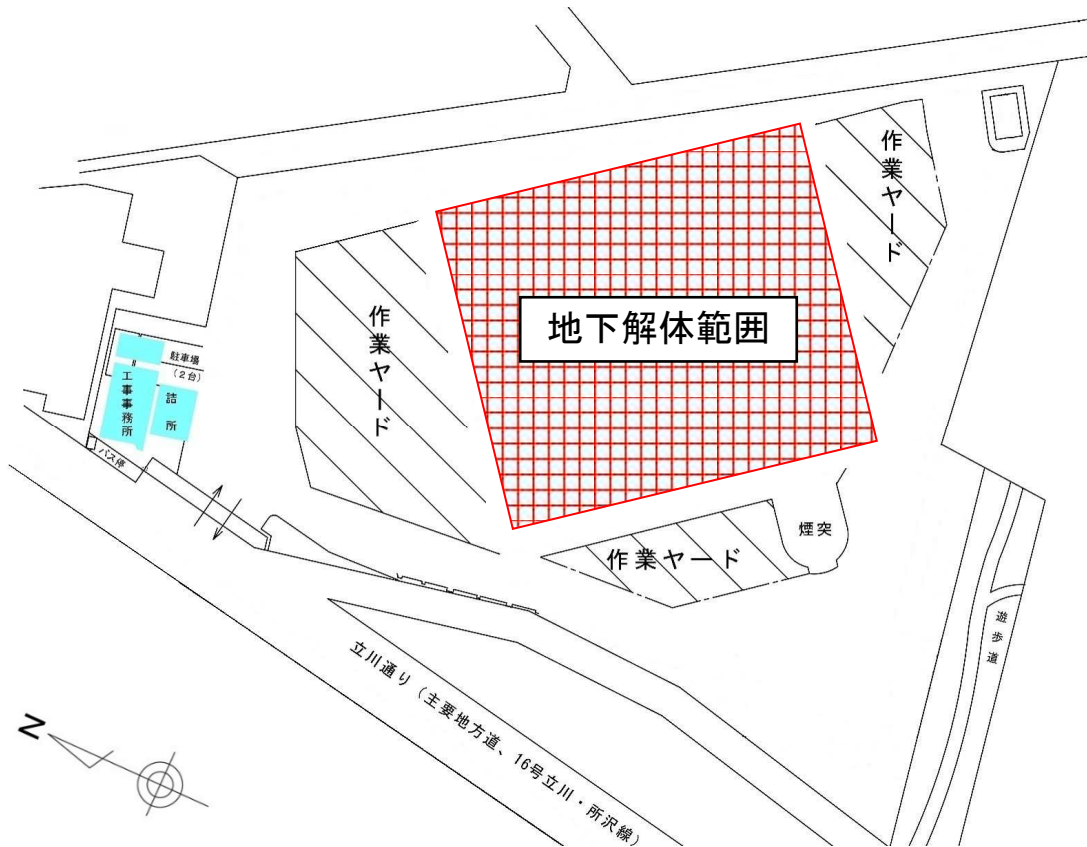 作業ヤード
地下解体範囲
作業ヤード
駐車場
(2台)
工事事務所
詰所
バス停
煙突
作業ヤード
遊歩道
立川通り(主要地方道、16号立川・所沢線)
N